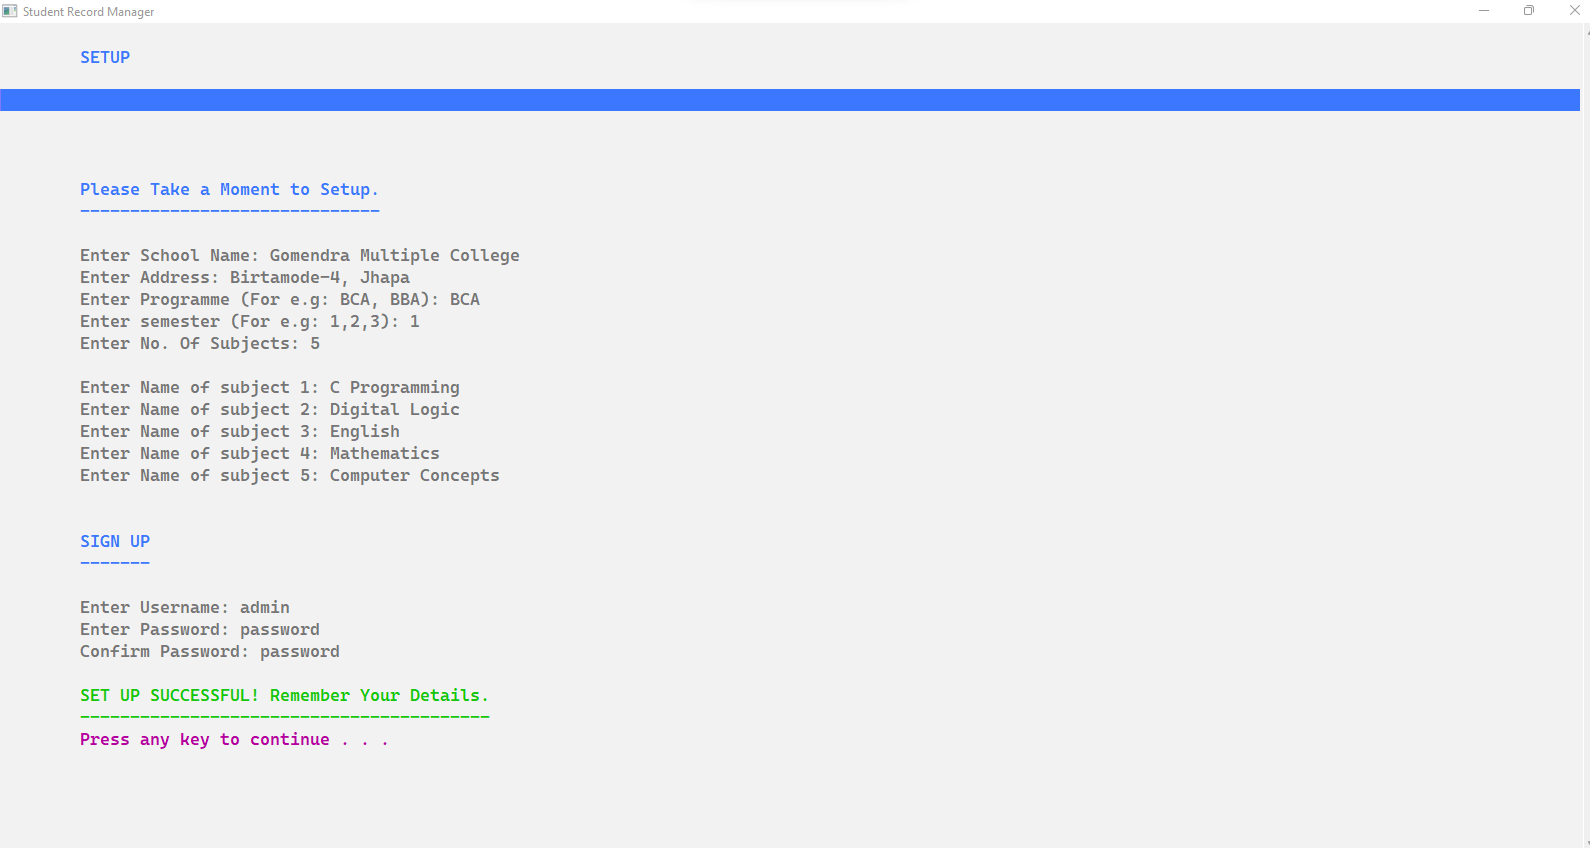 Student Record Manager
SETUP
Please Take a Moment to Setup.
------------------------------
Enter School Name: Gomendra Multiple College
Enter Address: Birtamode-4, Jhapa
Enter Programme (For e.g: BCA, BBA): BCA
Enter semester (For e.g: 1,2,3): 1
Enter No. Of Subjects: 5
Enter Name of subject 1: C Programming
Enter Name of subject 2: Digital Logic
Enter Name of subject 3: English
Enter Name of subject 4: Mathematics
Enter Name of subject 5: Computer Concepts
SIGN UP
-------
Enter Username: admin
Enter Password: password
Confirm Password: password
SET UP SUCCESSFUL! Remember Your Details.
-----------------------------------------
Press any key to continue . . .